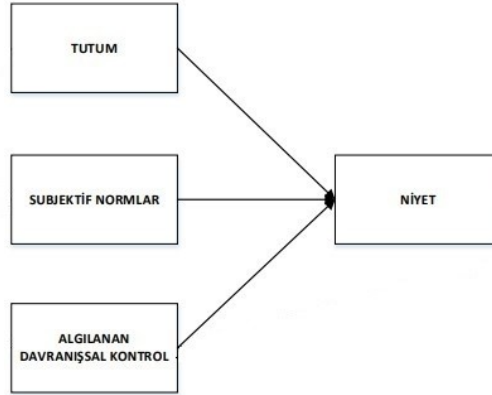 TUTUM
SUBJEKTİF NORMLAR
NİYET
ALGILANAN
DAVRANIŞSAL KONTROL